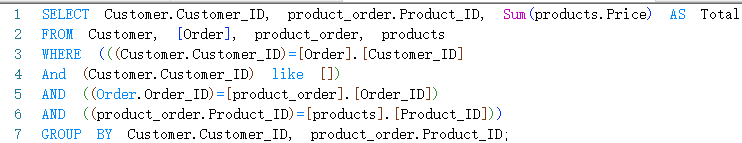 1 SELECT Customer.Customer_ID, product_order.Product_ID, Sum(products.Price) AS Total
2 FROM Customer, [Order], product_order, products
3 WHERE (((Customer.Customer_ID)=[Order].[Customer_ID]
4 And (Customer.Customer_ID) like [])
5 AND ((Order.Order_ID)=[product_order].[Order_ID])
6 AND ((product_order.Product_ID)=[products].[Product_ID]))
7 GROUP BY Customer.Customer_ID, product_order.Product_ID;